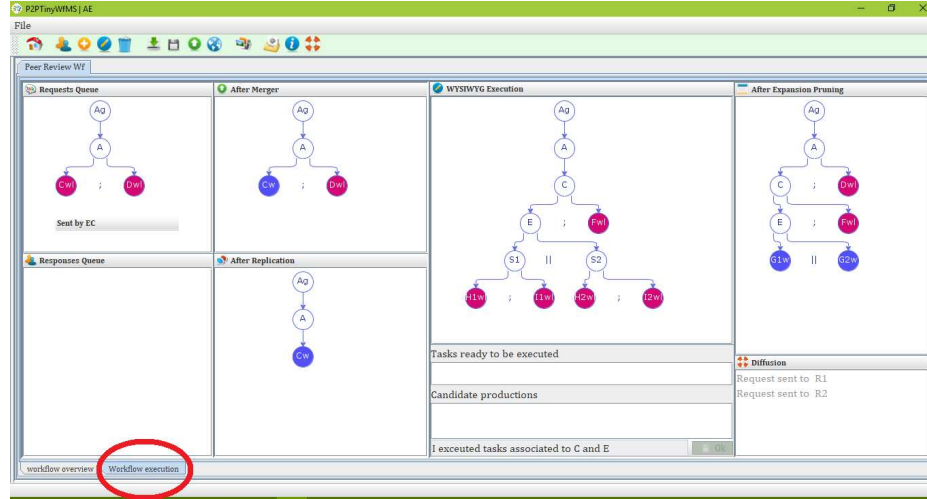 P2PTinyWfMS | AE
File
Peer Review Wf
Requests Queue
Ag
A
Cwl ; Dwl
Sent by EC
Responses Queue
After Merger
Ag
A
Cw ; Dwl
After Replication
Ag
A
Cw
WYSIWYG Execution
Ag
A
C
E ; Fwl
S1 || S2
H1wl ; I1wl H2wl ; I2wl
Tasks ready to be executed
Candidate productions
I exceuted tasks associated to C and E
Ok
After Expansion Pruning
Ag
A
C ; Dwl
E ; Fwl
G1w || G2w
Diffusion
Request sent to R1
Request sent to R2
workflow overview
Workflow execution